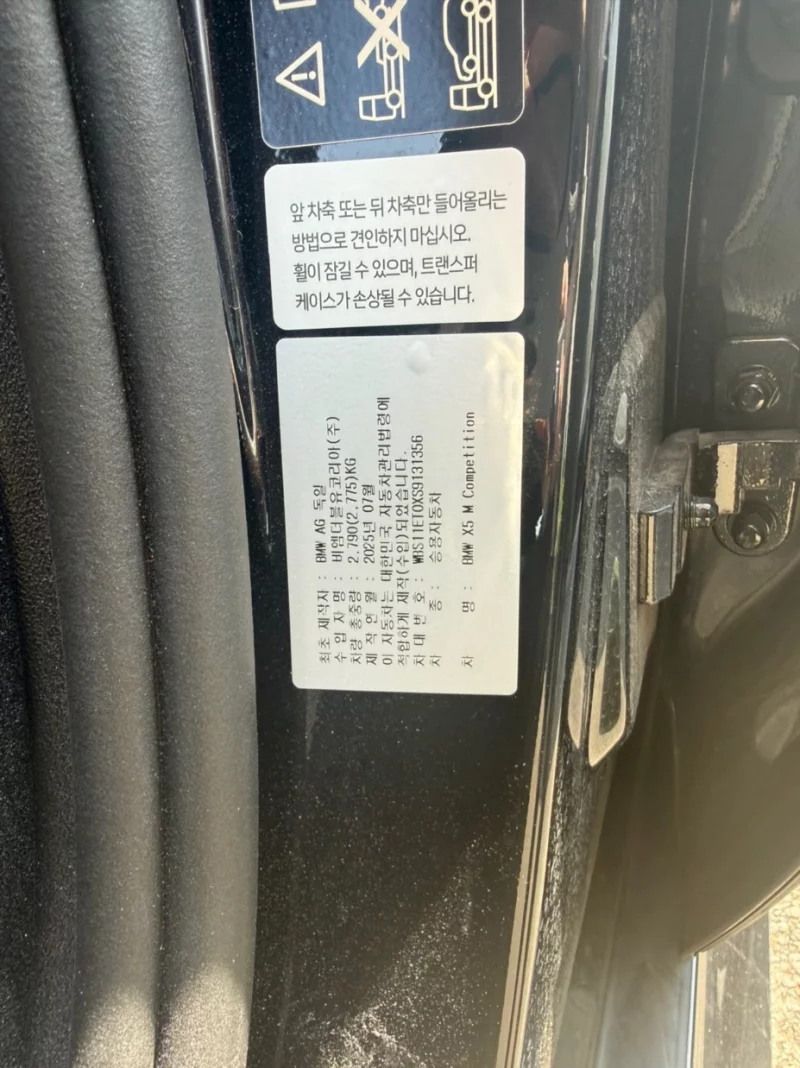 앞 차축 또는 뒤 차축만 들어올리는
방법으로 견인하지 마십시오.
휠이 잠길 수 있으며, 트랜스퍼
케이스가 손상될 수 있습니다.
최초 제작자 : BMW AG 독일
수 입 자 명 : 비엠더블유코리아(주)
차량 총중량 : 2,790(2,775)KG
제 작 연 월 : 2025년 07월
이 자동차는 대한민국 자동차관리법령에
적합하게 제작(수입)되었습니다.
차 대 번 호 : WBS11ET0XS9131356
차 종 : 승용자동차
차 명 : BMW X5 M Competition